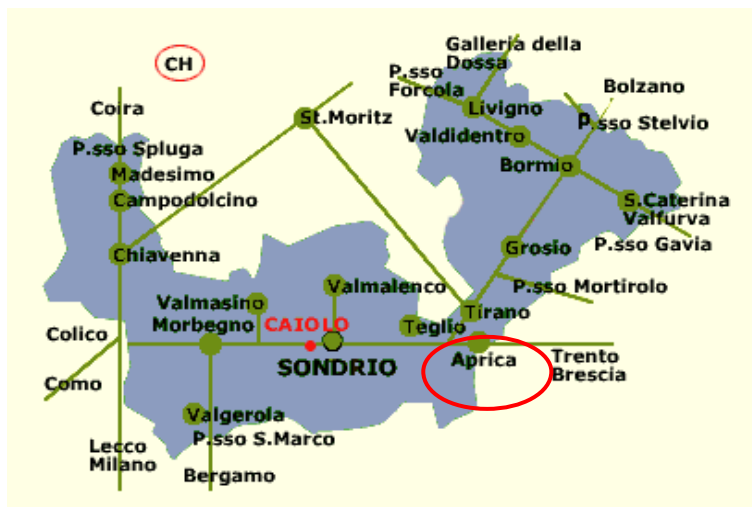 Galleria della
Dossa
CH
P.sso
Forcola
Bolzano
Coira
Livigno
St.Moritz
P.sso Stelvio
Valdidentro
P.sso Spluga
Bormio
Madesimo
Campodolcino
S.Caterina
Valfurva
Grosio
P.sso Gavia
Chiavenna
Valmalenco
P.sso Mortirolo
Valmasino
Tirano
Morbegno
CAIOLO
Teglio
Colico
SONDRIO
Aprica
Trento
Brescia
Como
Valgerola
P.sso S.Marco
Lecco
Milano
Bergamo